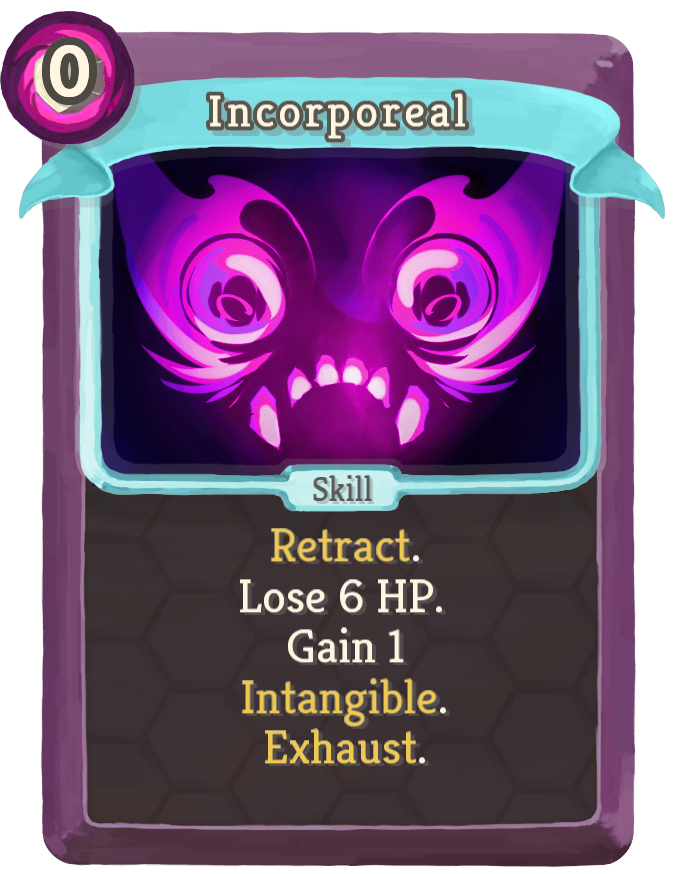 0
Incorporeal
Skill
Retract.
Lose 6 HP.
Gain 1
Intangible.
Exhaust.